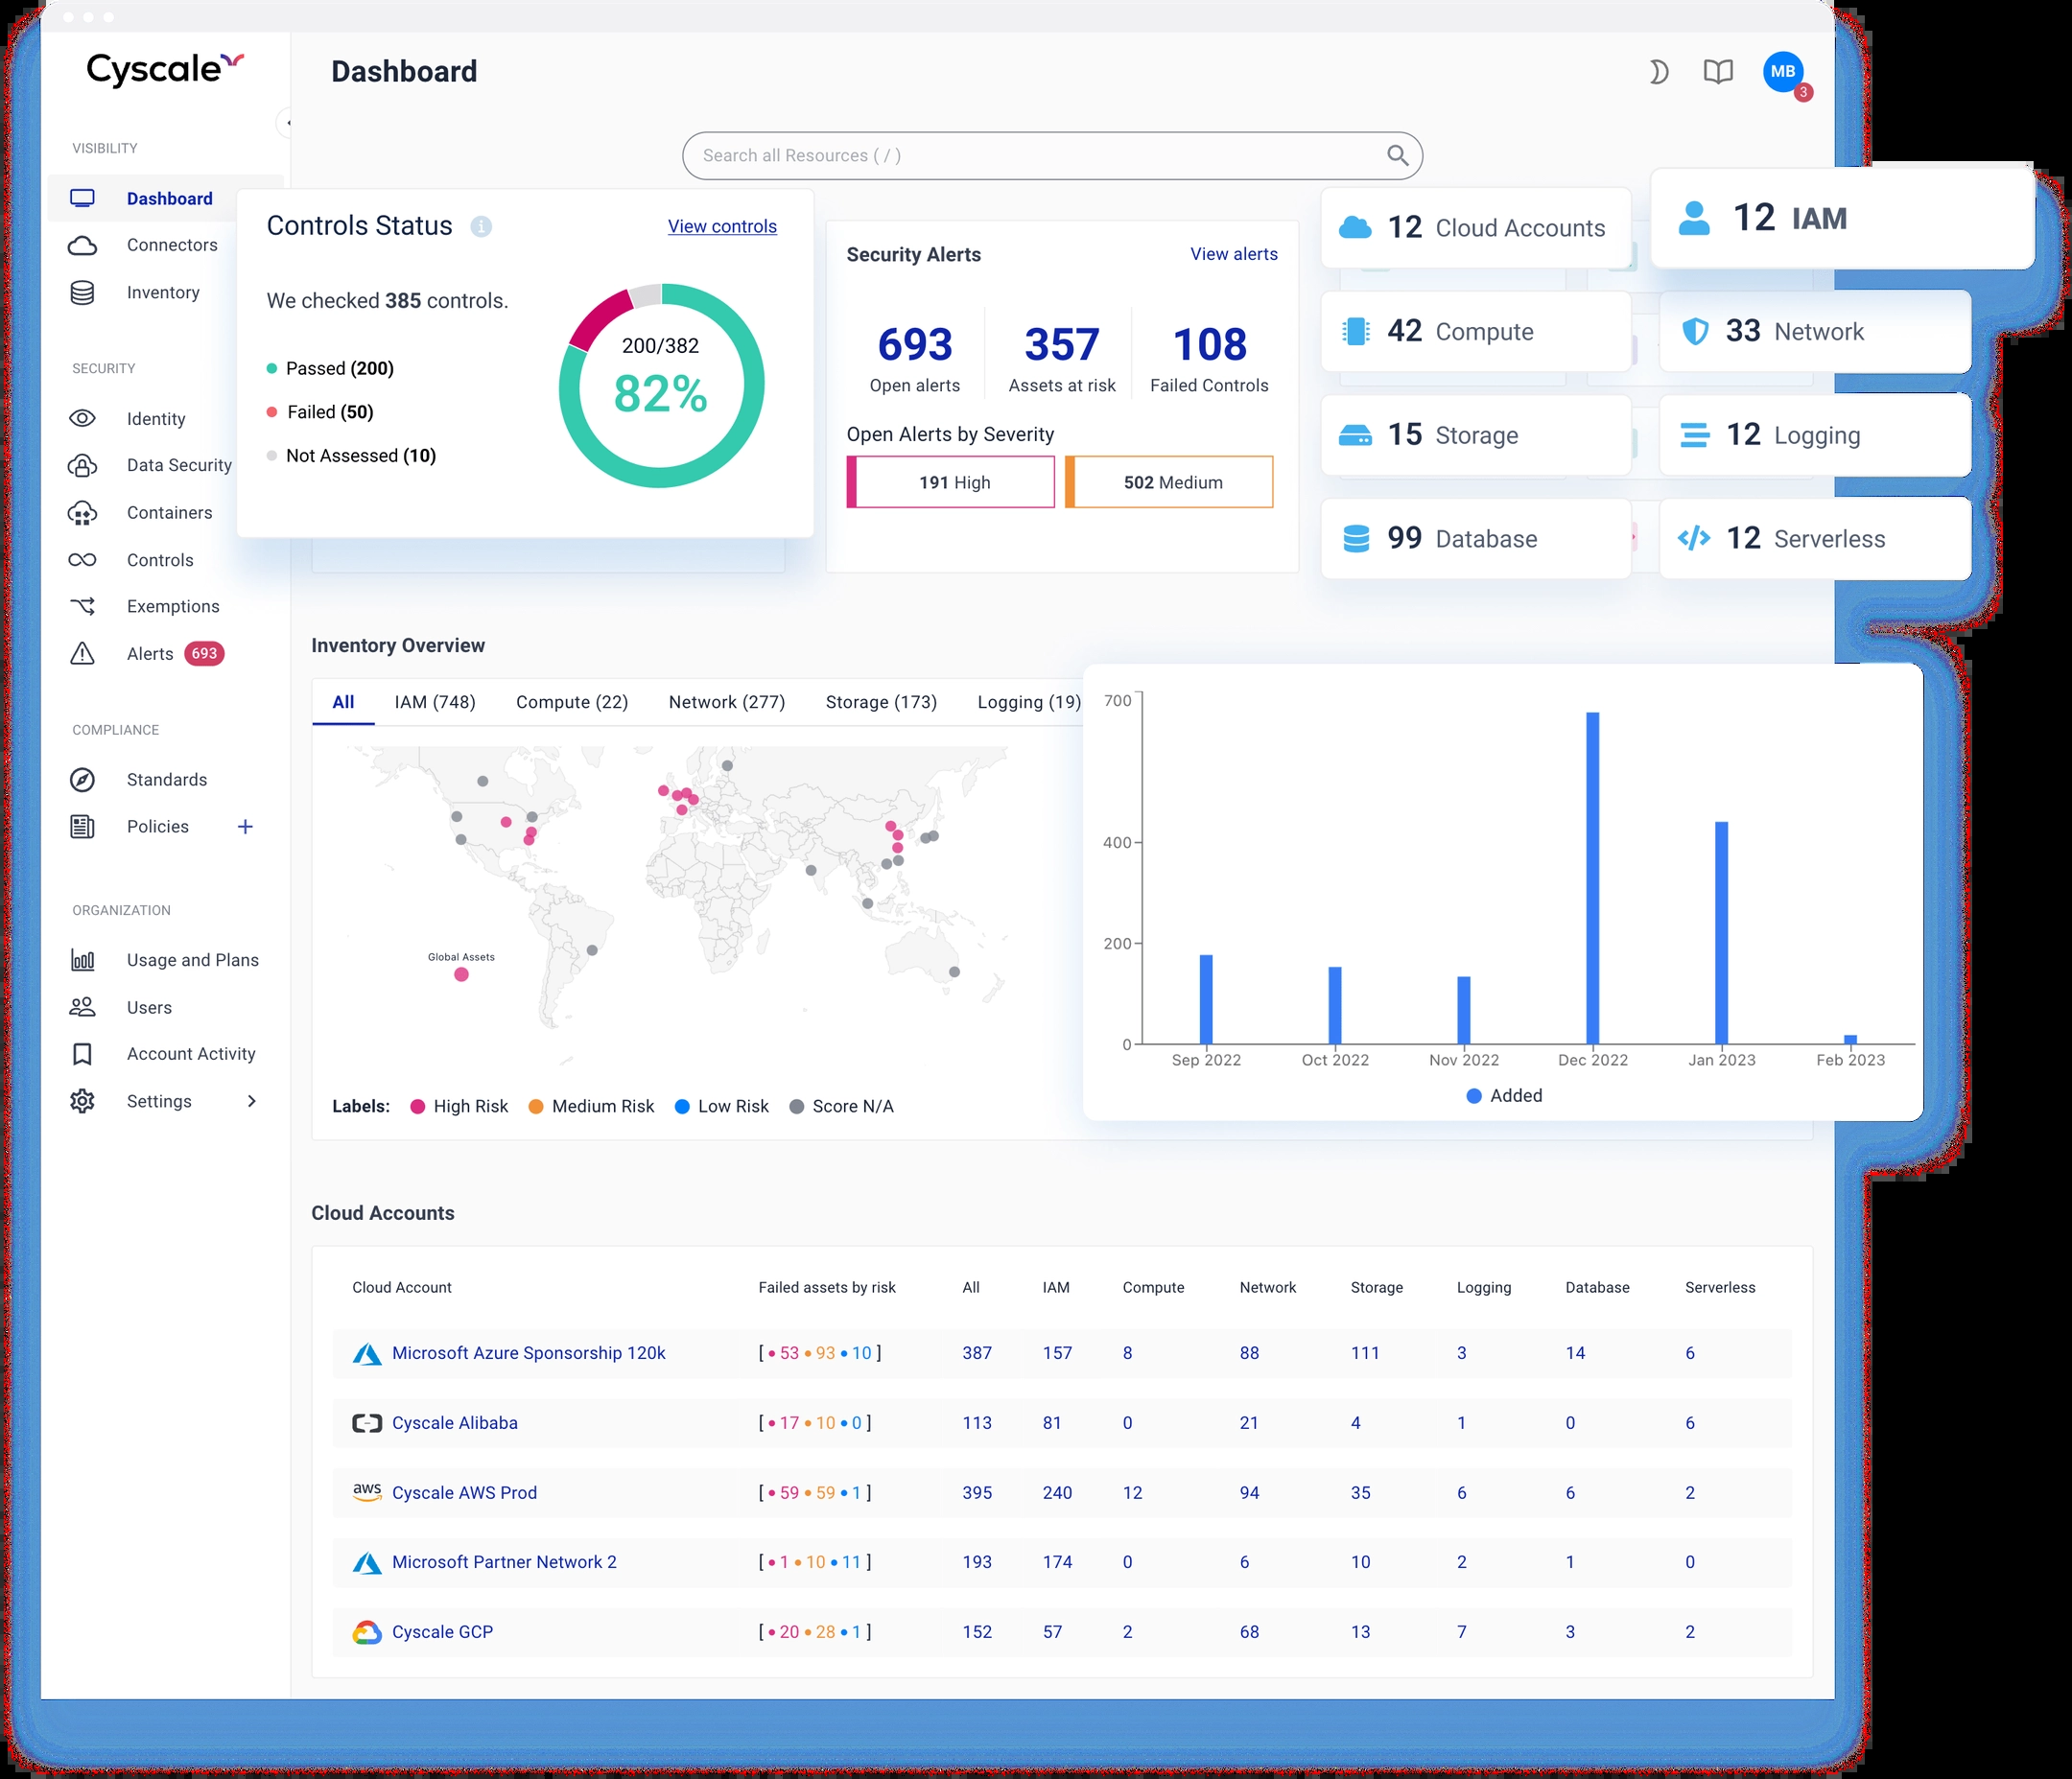 Cyscale
Dashboard
MB
3
Search all Resources ( / )
VISIBILITY
Dashboard
Connectors
Inventory
SECURITY
Identity
Data Security
Containers
Controls
Exemptions
Alerts 693
COMPLIANCE
Standards
Policies +
ORGANIZATION
Usage and Plans
Users
Account Activity
Settings
Controls Status i View controls
We checked 385 controls.
Passed (200)
Failed (50)
Not Assessed (10)
200/382
82%
Security Alerts View alerts
693 357 108
Open alerts Assets at risk Failed Controls
Open Alerts by Severity
191 High 502 Medium
12 Cloud Accounts
12 IAM
42 Compute
33 Network
15 Storage
12 Logging
99 Database
12 Serverless
Inventory Overview
All IAM (748) Compute (22) Network (277) Storage (173) Logging (19)
Global Assets
Labels: High Risk Medium Risk Low Risk Score N/A
700
400
200
0
Sep 2022 Oct 2022 Nov 2022 Dec 2022 Jan 2023 Feb 2023
Added
Cloud Accounts
Cloud Account Failed assets by risk All IAM Compute Network Storage Logging Database Serverless
Microsoft Azure Sponsorship 120k [ • 53 • 93 • 10 ] 387 157 8 88 111 3 14 6
Cyscale Alibaba [ • 17 • 10 • 0 ] 113 81 0 21 4 1 0 6
aws Cyscale AWS Prod [ • 59 • 59 • 1 ] 395 240 12 94 35 6 6 2
Microsoft Partner Network 2 [ • 1 • 10 • 11 ] 193 174 0 6 10 2 1 0
Cyscale GCP [ • 20 • 28 • 1 ] 152 57 2 68 13 7 3 2